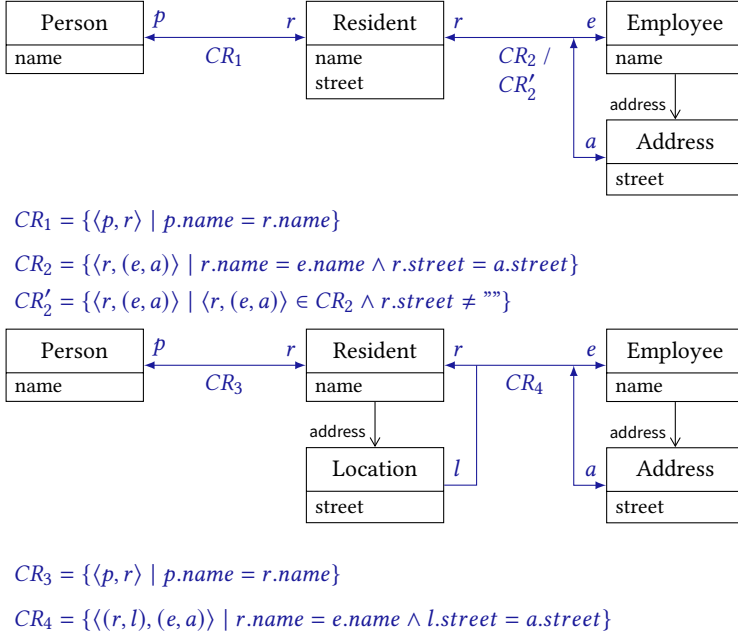 Person p r Resident r e Employee
name CR₁ name CR₂ / name
street CR₂′
address
a Address
street
CR₁ = {⟨p, r⟩ | p.name = r.name}
CR₂ = {⟨r, (e, a)⟩ | r.name = e.name ∧ r.street = a.street}
CR₂′ = {⟨r, (e, a)⟩ | ⟨r, (e, a)⟩ ∈ CR₂ ∧ r.street ≠ ””}
Person p r Resident r e Employee
name CR₃ name CR₄ name
address address
Location l a Address
street street
CR₃ = {⟨p, r⟩ | p.name = r.name}
CR₄ = {⟨(r, l), (e, a)⟩ | r.name = e.name ∧ l.street = a.street}